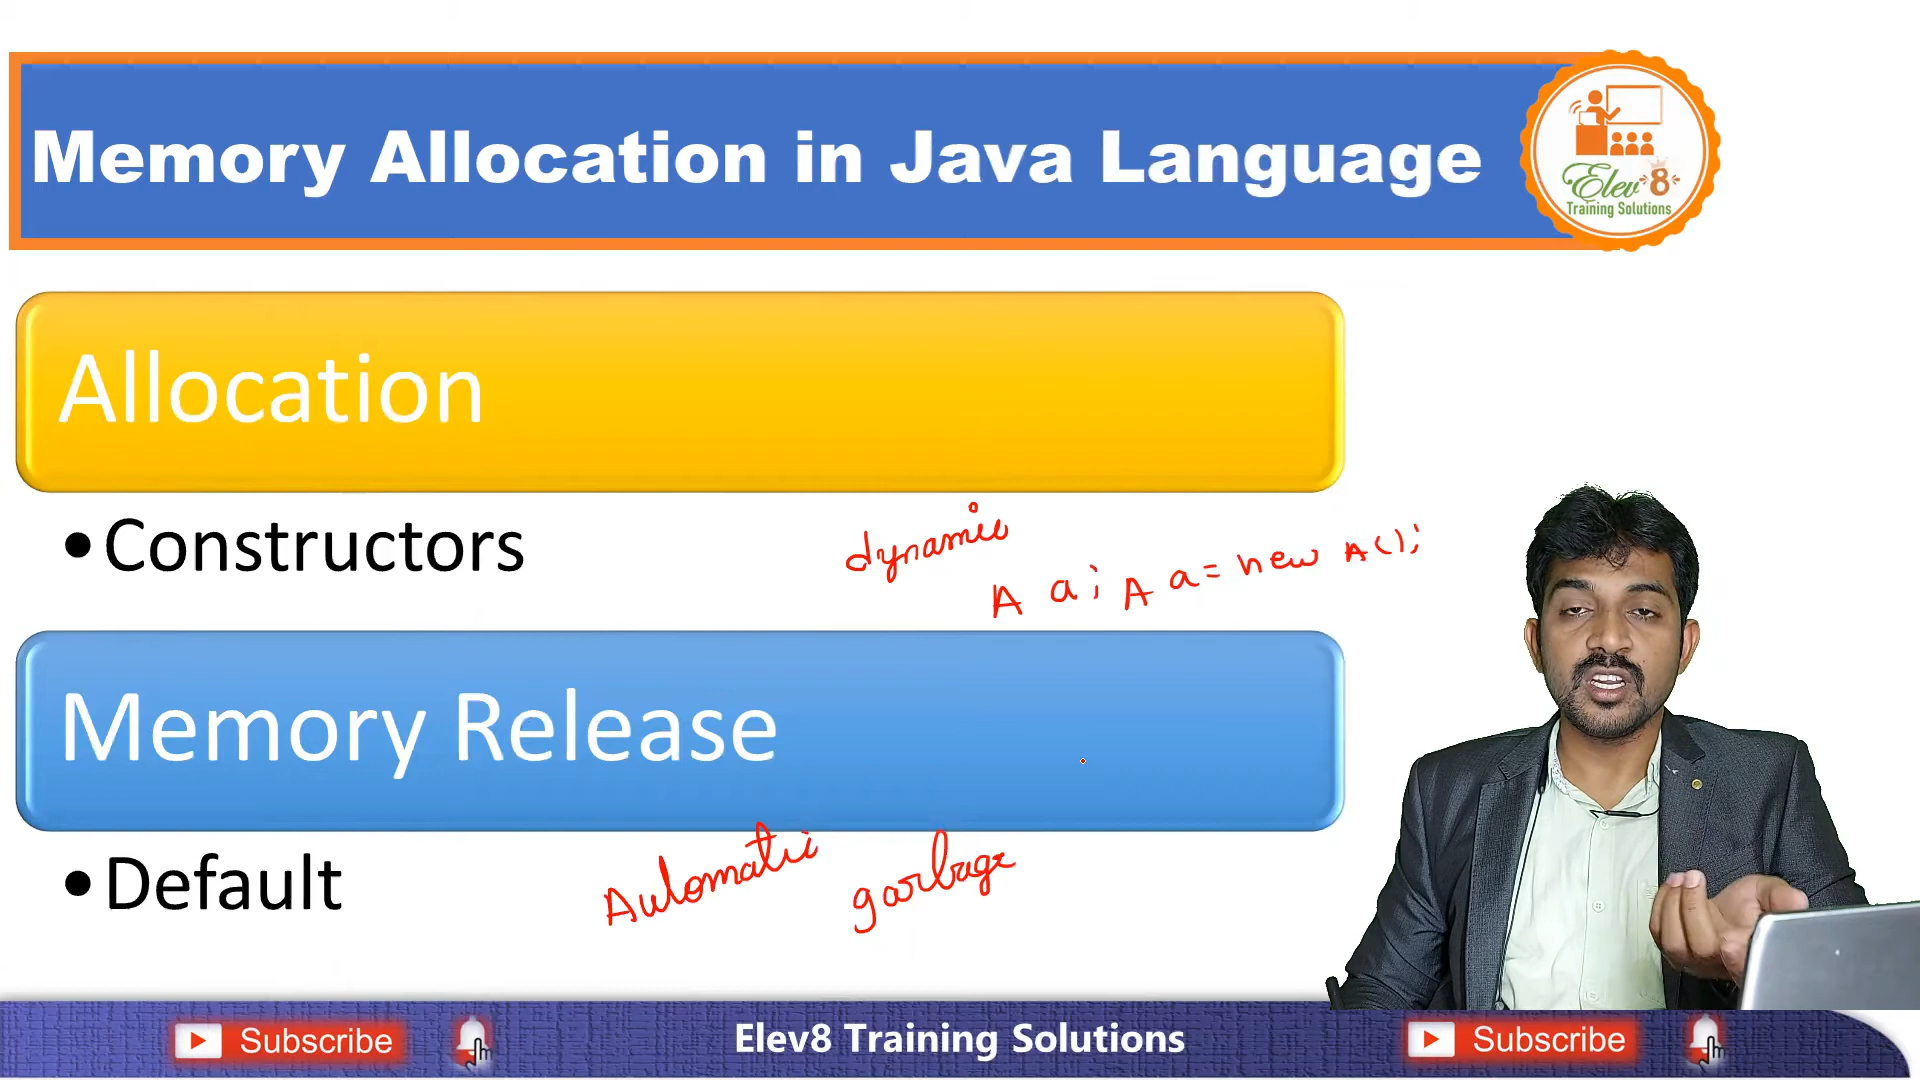 Memory Allocation in Java Language
Elev8
Training Solutions
Allocation
•Constructors
dynamic
A a; A a = new A();
Memory Release
•Default
Automatic garbage
Subscribe
Elev8 Training Solutions
Subscribe